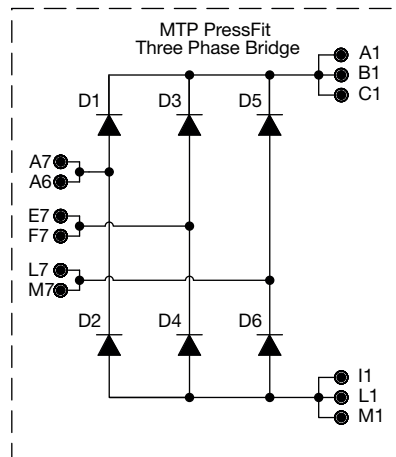 MTP PressFit
Three Phase Bridge
A1
B1
C1
D1 D3 D5
A7
A6
E7
F7
L7
M7
D2 D4 D6
I1
L1
M1